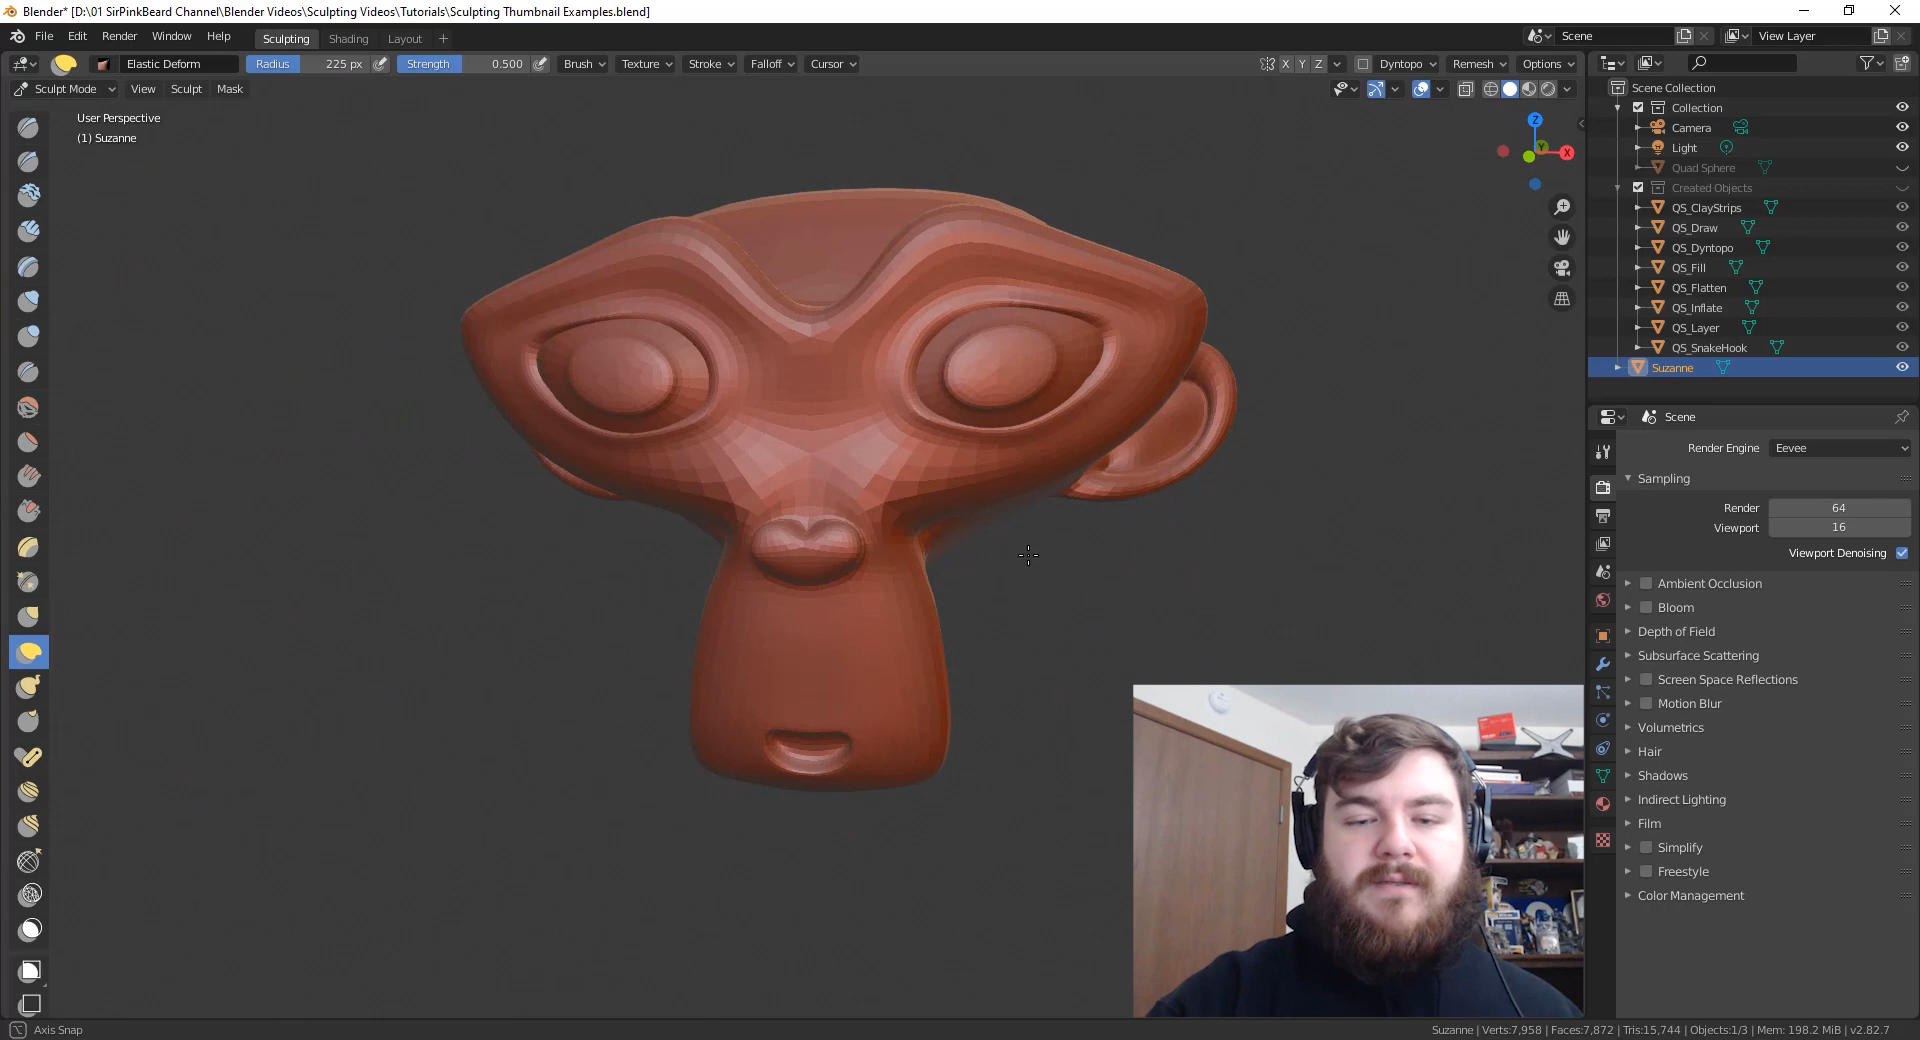 Blender* [D:\01 SirPinkBeard Channel\Blender Videos\Sculpting Videos\Tutorials\Sculpting Thumbnail Examples.blend]
File Edit Render Window Help Sculpting Shading Layout + Scene View Layer
Elastic Deform Radius 225 px Strength 0.500 Brush Texture Stroke Falloff Cursor X Y Z Dyntopo Remesh Options
Sculpt Mode View Sculpt Mask
User Perspective
(1) Suzanne
Z
Y
X
Scene Collection
Collection
Camera
Light
Quad Sphere
Created Objects
QS_ClayStrips
QS_Draw
QS_Dyntopo
QS_Fill
QS_Flatten
QS_Inflate
QS_Layer
QS_SnakeHook
Suzanne
Scene
Render Engine Eevee
Sampling
Render 64
Viewport 16
Viewport Denoising
Ambient Occlusion
Bloom
Depth of Field
Subsurface Scattering
Screen Space Reflections
Motion Blur
Volumetrics
Hair
Shadows
Indirect Lighting
Film
Simplify
Freestyle
Color Management
Axis Snap
Suzanne | Verts:7,958 | Faces:7,872 | Tris:15,744 | Objects:1/3 | Mem: 198.2 MiB | v2.82.7